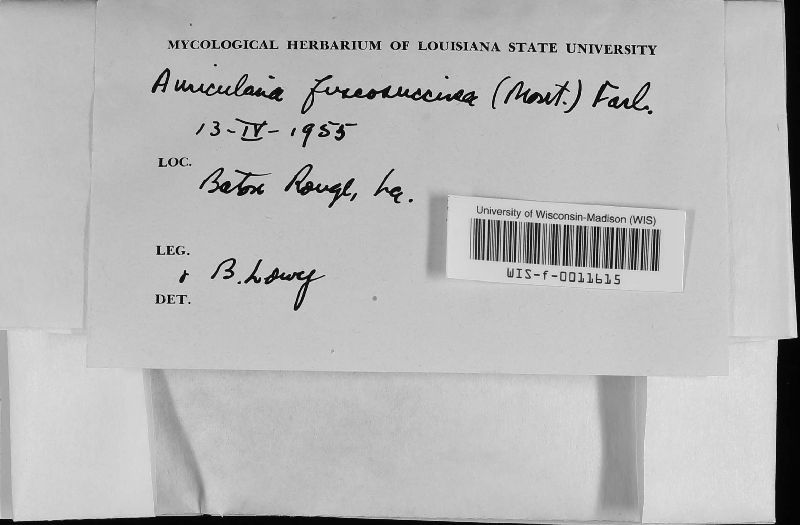 MYCOLOGICAL HERBARIUM OF LOUISIANA STATE UNIVERSITY
Auricularia fuscosuccinea (Mont.) Farl.
13-IV-1955
LOC.
Baton Rouge, La.
University of Wisconsin-Madison (WIS)
WIS-f-0011615
LEG.
& B. Lowy
DET.